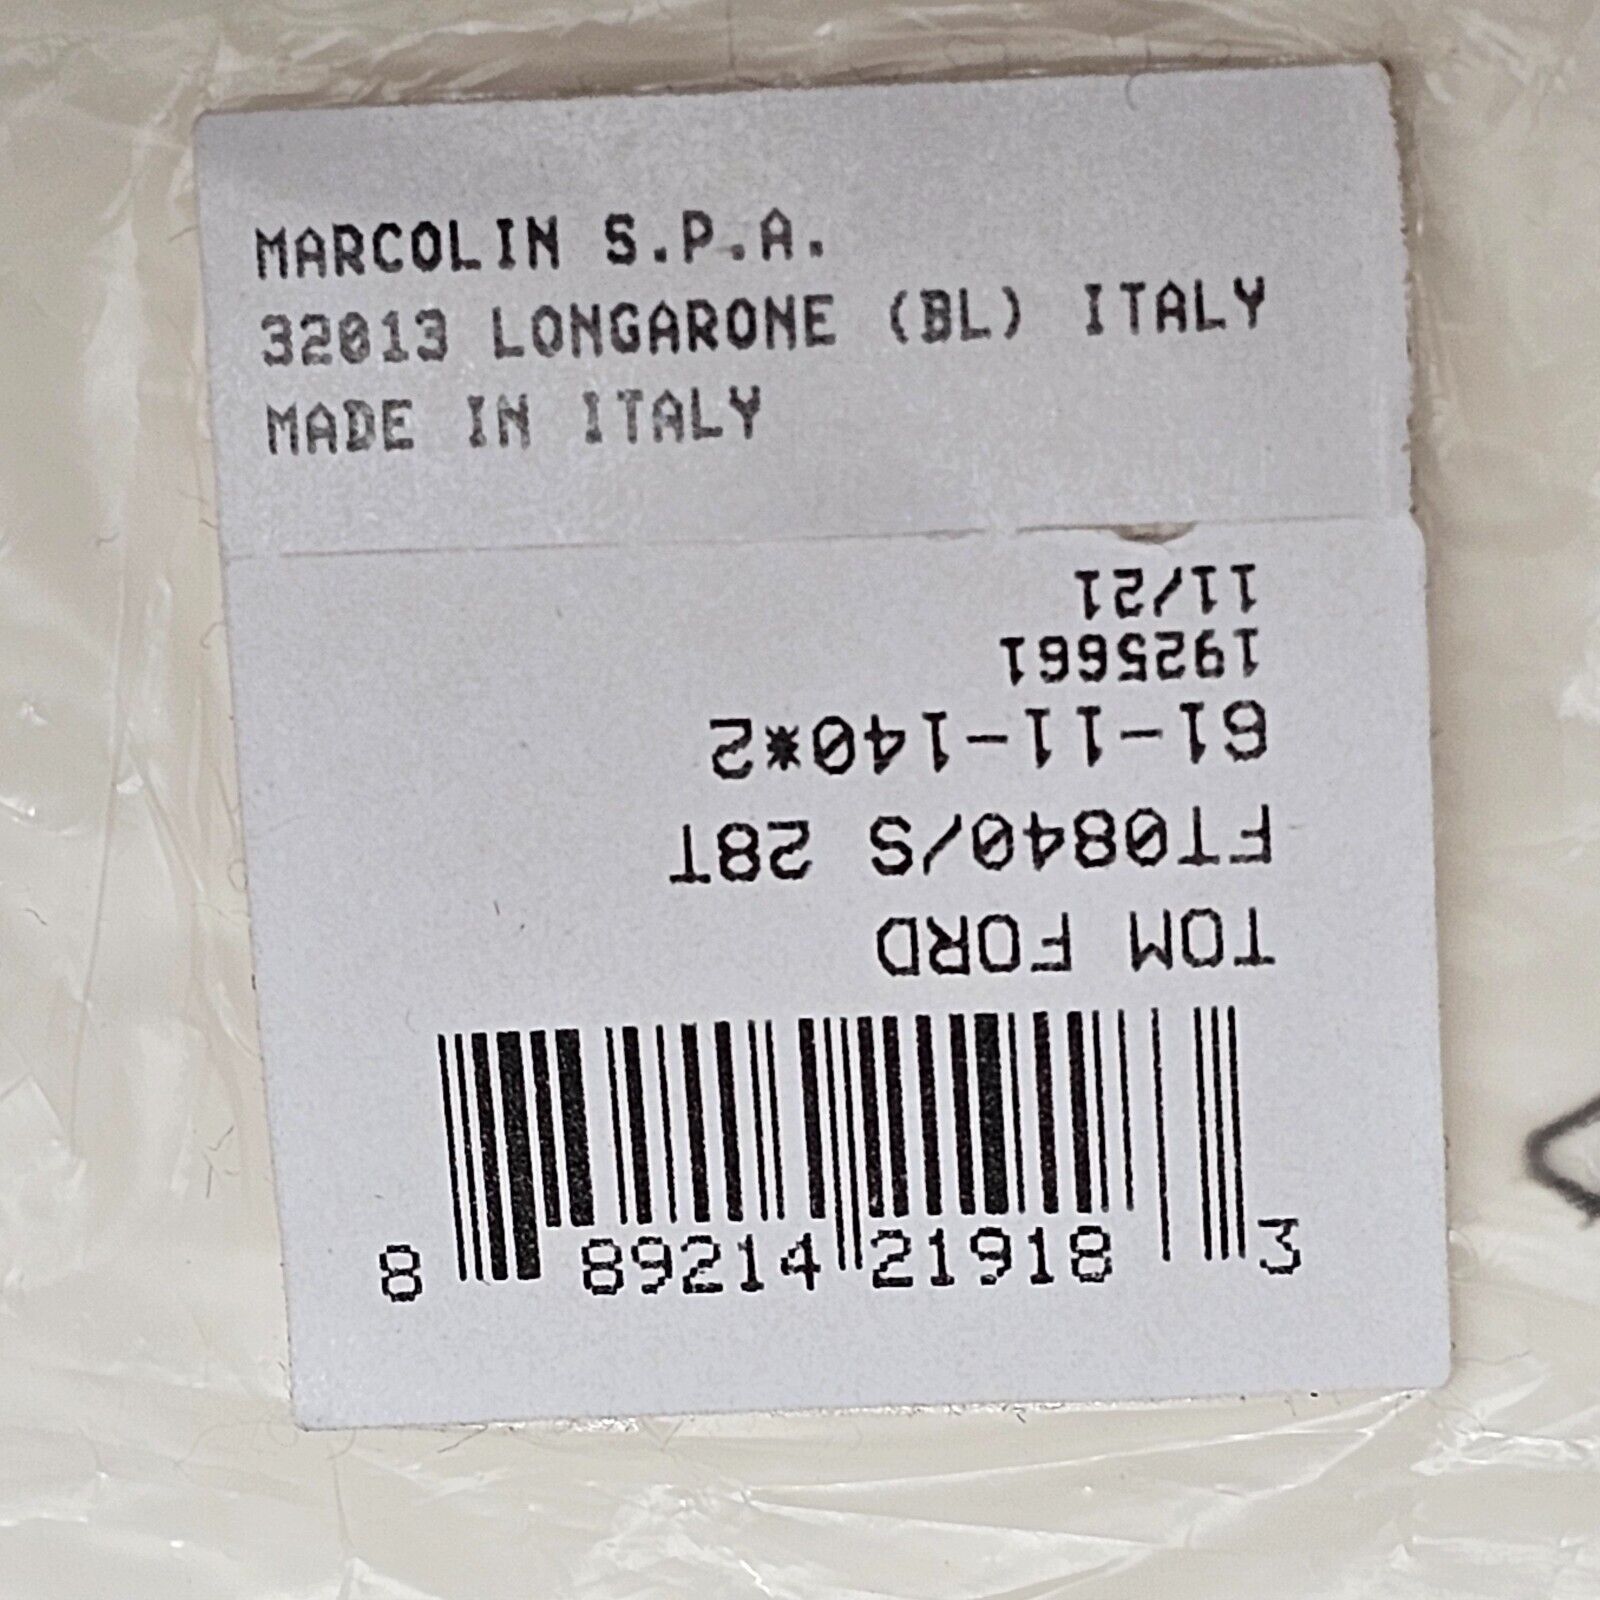 MARCOLIN S.P.A.
32013 LONGARONE (BL) ITALY
MADE IN ITALY
TOM FORD
FT0840/S 28T
61-11-140*2
1925661
11/21
8 89214 21918 3